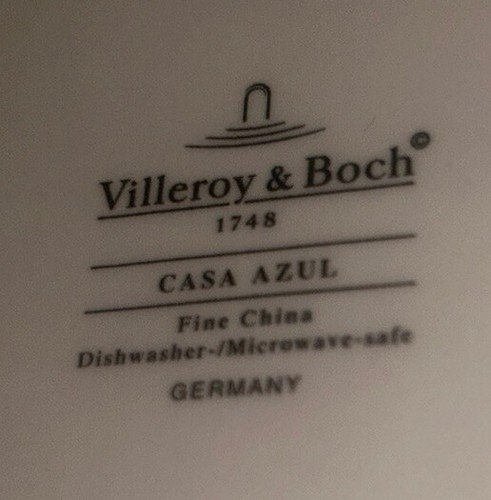 Villeroy & Boch©
1748
CASA AZUL
Fine China
Dishwasher-/Microwave-safe
GERMANY